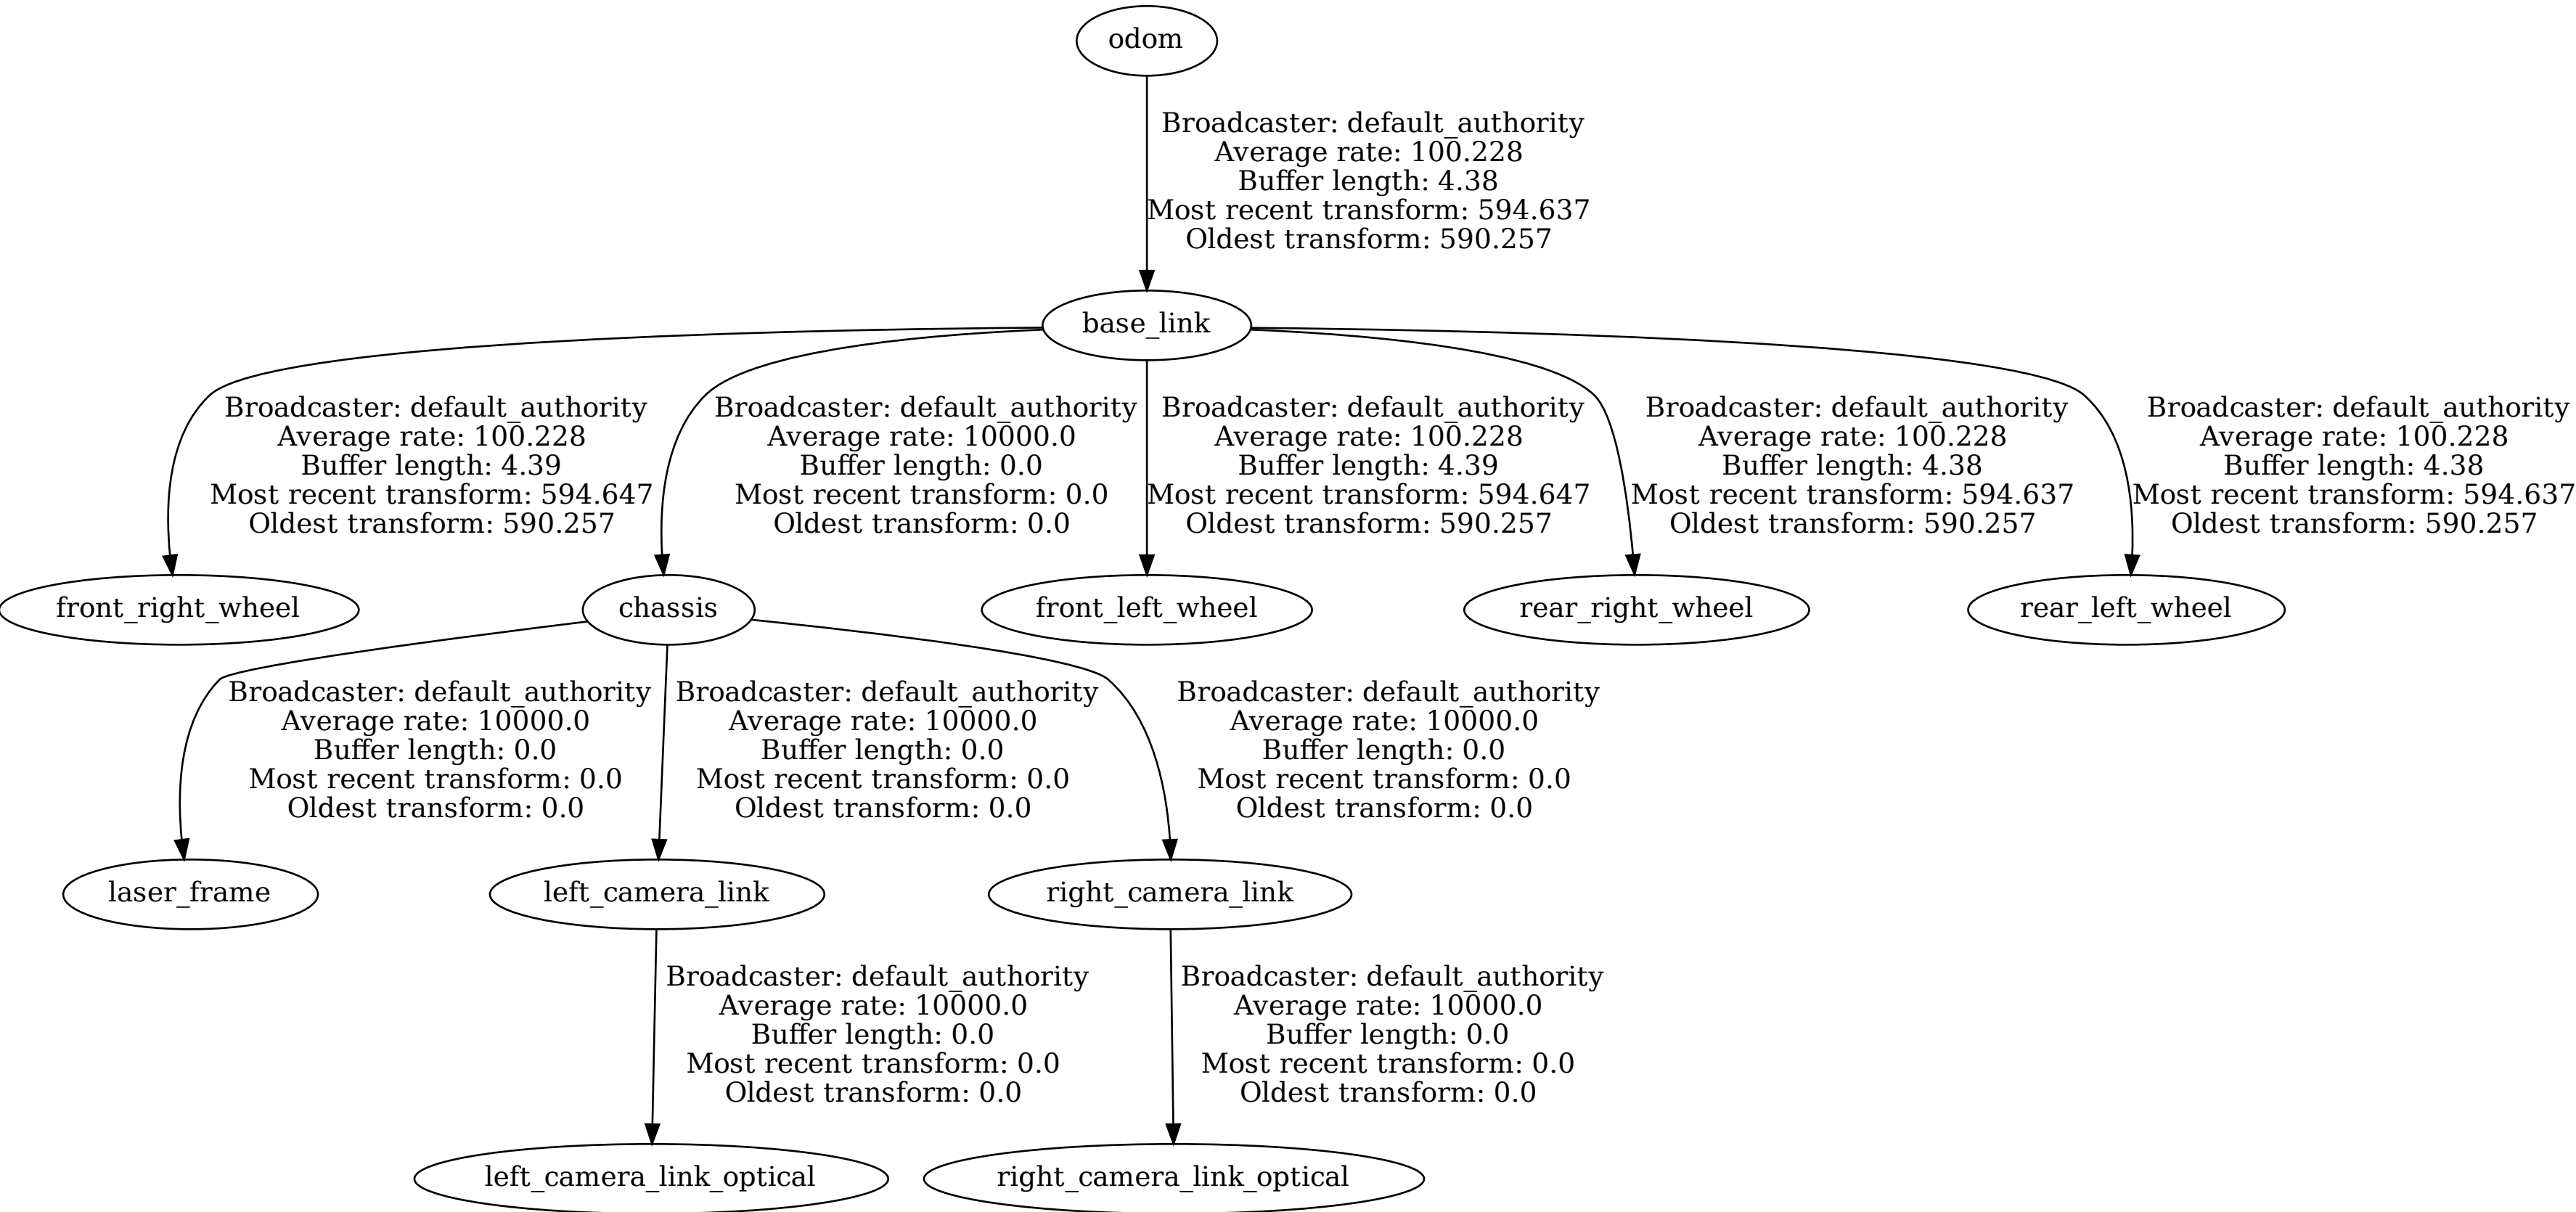 odom
Broadcaster: default_authority
Average rate: 100.228
Buffer length: 4.38
Most recent transform: 594.637
Oldest transform: 590.257
base_link
Broadcaster: default_authority
Average rate: 100.228
Buffer length: 4.39
Most recent transform: 594.647
Oldest transform: 590.257
Broadcaster: default_authority
Average rate: 10000.0
Buffer length: 0.0
Most recent transform: 0.0
Oldest transform: 0.0
Broadcaster: default_authority
Average rate: 100.228
Buffer length: 4.39
Most recent transform: 594.647
Oldest transform: 590.257
Broadcaster: default_authority
Average rate: 100.228
Buffer length: 4.38
Most recent transform: 594.637
Oldest transform: 590.257
Broadcaster: default_authority
Average rate: 100.228
Buffer length: 4.38
Most recent transform: 594.637
Oldest transform: 590.257
front_right_wheel
chassis
front_left_wheel
rear_right_wheel
rear_left_wheel
Broadcaster: default_authority
Average rate: 10000.0
Buffer length: 0.0
Most recent transform: 0.0
Oldest transform: 0.0
Broadcaster: default_authority
Average rate: 10000.0
Buffer length: 0.0
Most recent transform: 0.0
Oldest transform: 0.0
Broadcaster: default_authority
Average rate: 10000.0
Buffer length: 0.0
Most recent transform: 0.0
Oldest transform: 0.0
laser_frame
left_camera_link
right_camera_link
Broadcaster: default_authority
Average rate: 10000.0
Buffer length: 0.0
Most recent transform: 0.0
Oldest transform: 0.0
Broadcaster: default_authority
Average rate: 10000.0
Buffer length: 0.0
Most recent transform: 0.0
Oldest transform: 0.0
left_camera_link_optical
right_camera_link_optical